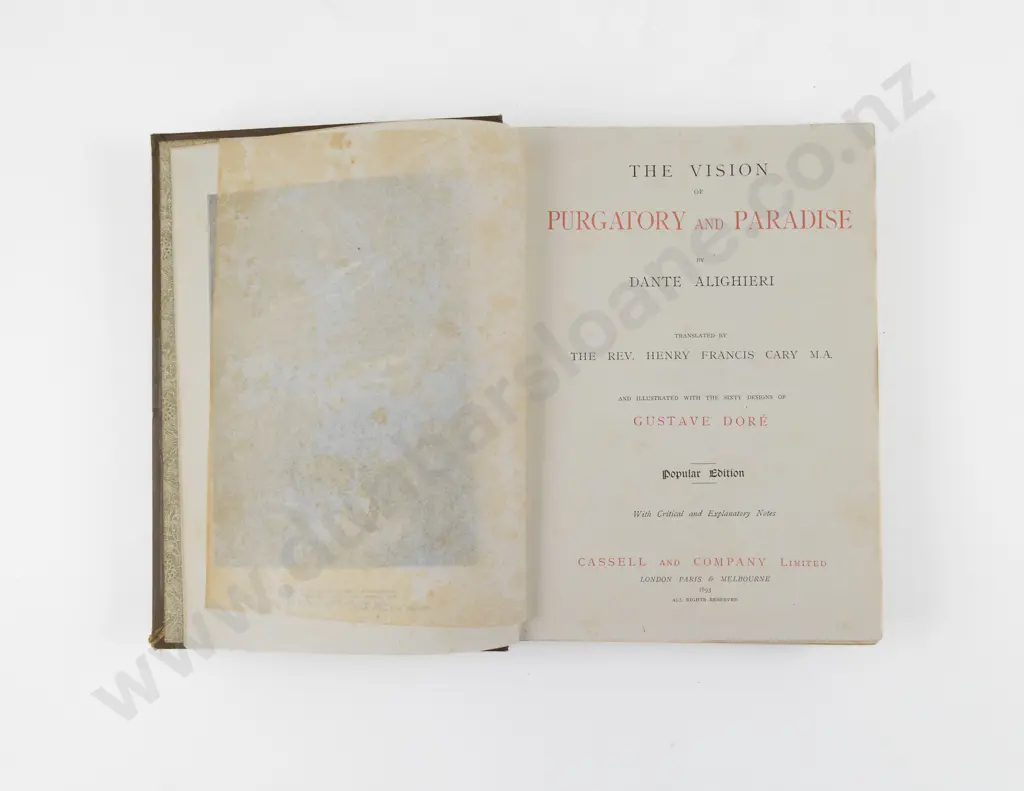 THE VISION
OF
PURGATORY AND PARADISE
BY
DANTE ALIGHIERI
TRANSLATED BY
THE REV. HENRY FRANCIS CARY M.A.
AND ILLUSTRATED WITH THE SIXTY DESIGNS OF
GUSTAVE DORÉ
Popular Edition
With Critical and Explanatory Notes
CASSELL AND COMPANY LIMITED
LONDON PARIS & MELBOURNE
1893
ALL RIGHTS RESERVED
www.dunbarsloane.co.nz